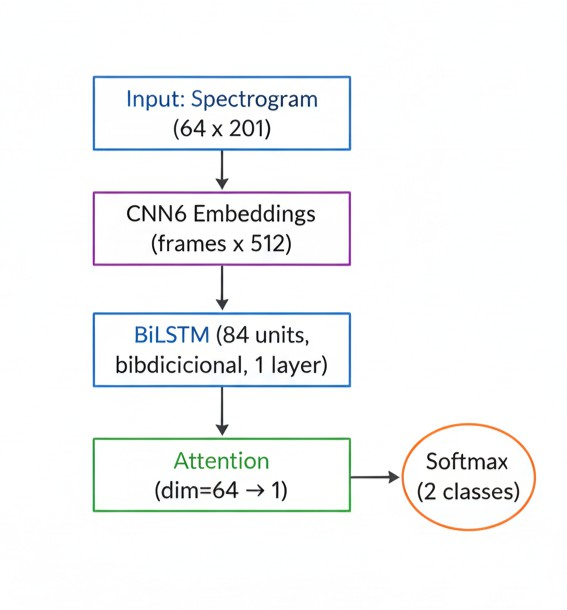 Input: Spectrogram
(64 x 201)
CNN6 Embeddings
(frames x 512)
BiLSTM (84 units,
bibdicicional, 1 layer)
Attention
(dim=64 → 1)
Softmax
(2 classes)